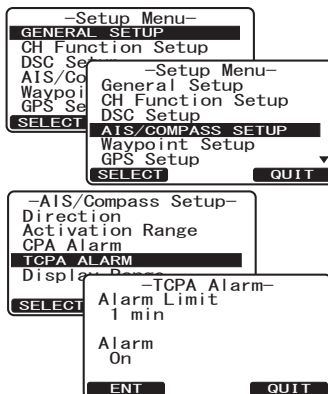 –Setup Menu–
GENERAL SETUP
CH Function Setup
DSC
AIS/Co
Waypoi
GPS Se
SELECT
–Setup Menu–
General Setup
CH Function Setup
DSC Setup
AIS/COMPASS SETUP
Waypoint Setup
GPS Setup
SELECT QUIT
–AIS/Compass Setup–
Direction
Activation Range
CPA Alarm
TCPA ALARM
Display
SELECT
–TCPA Alarm–
Alarm Limit
1 min
Alarm
On
ENT QUIT